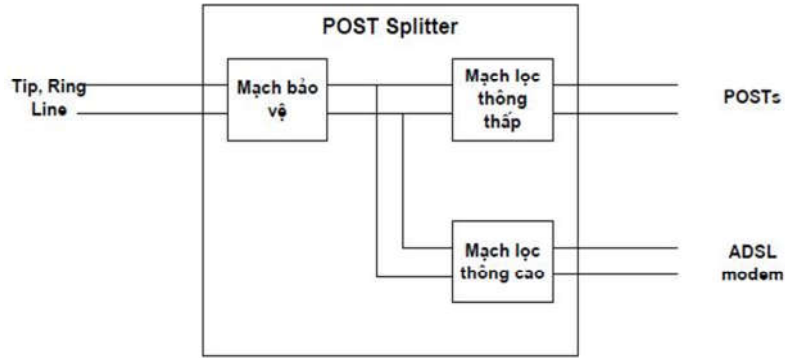 POST Splitter
Tip, Ring
Line
Mạch bảo
vệ
Mạch lọc
thông
thấp
POSTs
Mạch lọc
thông cao
ADSL
modem